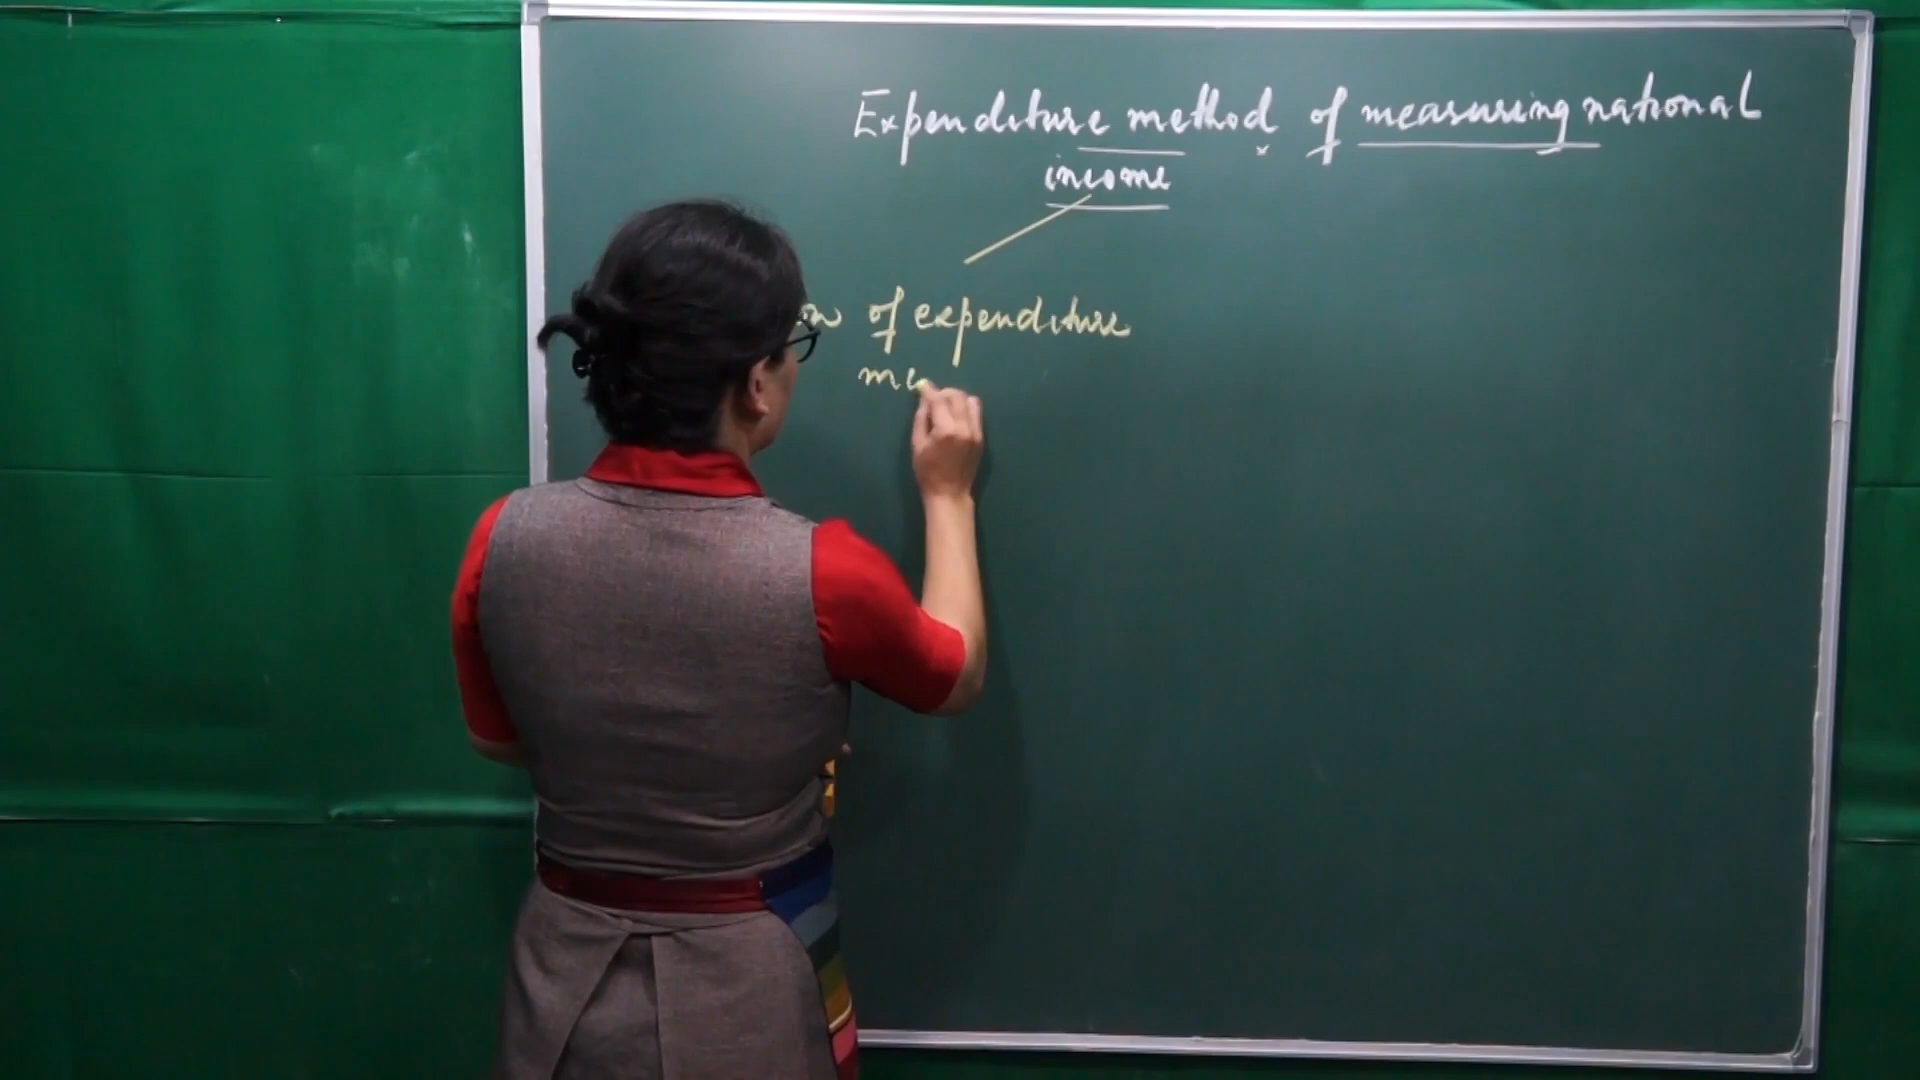 Expenditure method of measuring national
income
of expenditure